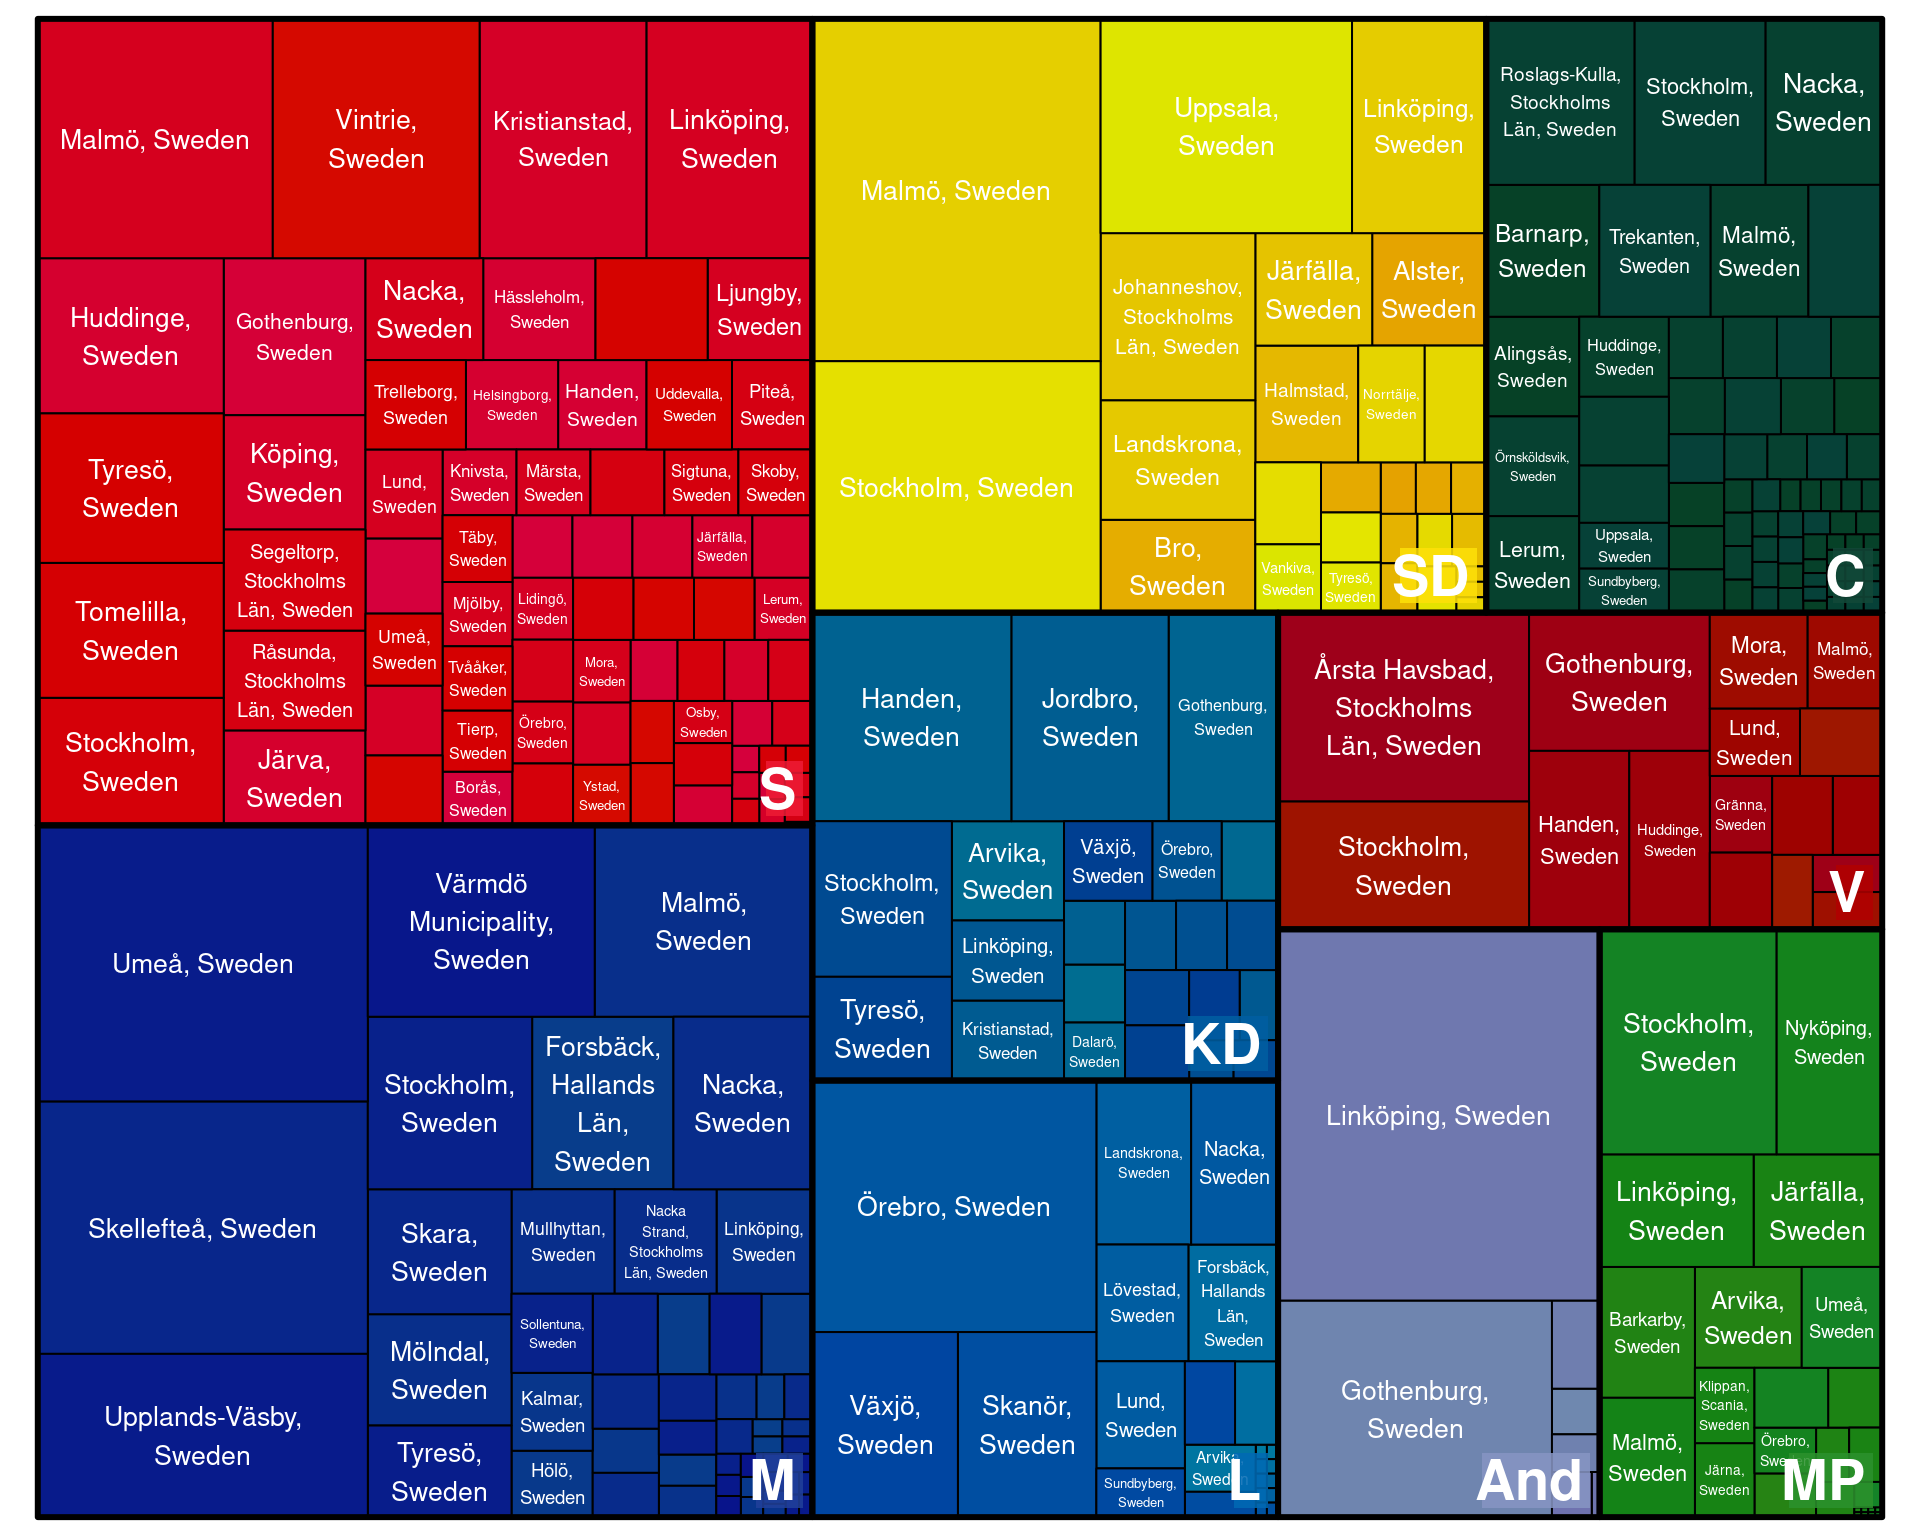 Malmö, Sweden
Vintrie,
Sweden
Kristianstad,
Sweden
Linköping,
Sweden
Huddinge,
Sweden
Gothenburg,
Sweden
Nacka,
Sweden
Hässleholm,
Sweden
Ljungby,
Sweden
Trelleborg,
Sweden
Helsingborg,
Sweden
Handen,
Sweden
Uddevalla,
Sweden
Piteå,
Sweden
Tyresö,
Sweden
Köping,
Sweden
Lund,
Sweden
Knivsta,
Sweden
Märsta,
Sweden
Sigtuna,
Sweden
Skoby,
Sweden
Segeltorp,
Stockholms
Län, Sweden
Täby,
Sweden
Järfälla,
Sweden
Tomelilla,
Sweden
Mjölby,
Sweden
Lidingö,
Sweden
Lerum,
Sweden
Råsunda,
Stockholms
Län, Sweden
Umeå,
Sweden
Tvååker,
Sweden
Mora,
Sweden
Stockholm,
Sweden
Järva,
Sweden
Tierp,
Sweden
Örebro,
Sweden
Osby,
Sweden
Borås,
Sweden
Ystad,
Sweden
S
Malmö, Sweden
Uppsala,
Sweden
Linköping,
Sweden
Johanneshov,
Stockholms
Län, Sweden
Järfälla,
Sweden
Alster,
Sweden
Halmstad,
Sweden
Norrtälje,
Sweden
Stockholm, Sweden
Landskrona,
Sweden
Bro,
Sweden
Vankiva,
Sweden
Tyresö,
Sweden
SD
Roslags-Kulla,
Stockholms
Län, Sweden
Stockholm,
Sweden
Nacka,
Sweden
Barnarp,
Sweden
Trekanten,
Sweden
Malmö,
Sweden
Alingsås,
Sweden
Huddinge,
Sweden
Örnsköldsvik,
Sweden
Lerum,
Sweden
Uppsala,
Sweden
Sundbyberg,
Sweden
C
Umeå, Sweden
Värmdö
Municipality,
Sweden
Malmö,
Sweden
Stockholm,
Sweden
Forsbäck,
Hallands
Län,
Sweden
Nacka,
Sweden
Skellefteå, Sweden
Skara,
Sweden
Mullhyttan,
Sweden
Nacka
Strand,
Stockholms
Län, Sweden
Linköping,
Sweden
Sollentuna,
Sweden
Mölndal,
Sweden
Kalmar,
Sweden
Upplands-Väsby,
Sweden
Tyresö,
Sweden
Hölö,
Sweden
M
Handen,
Sweden
Jordbro,
Sweden
Gothenburg,
Sweden
Stockholm,
Sweden
Arvika,
Sweden
Växjö,
Sweden
Örebro,
Sweden
Linköping,
Sweden
Tyresö,
Sweden
Kristianstad,
Sweden
Dalarö,
Sweden
KD
Årsta Havsbad,
Stockholms
Län, Sweden
Gothenburg,
Sweden
Mora,
Sweden
Malmö,
Sweden
Lund,
Sweden
Stockholm,
Sweden
Handen,
Sweden
Huddinge,
Sweden
Gränna,
Sweden
V
Örebro, Sweden
Landskrona,
Sweden
Nacka,
Sweden
Lövestad,
Sweden
Forsbäck,
Hallands
Län,
Sweden
Växjö,
Sweden
Skanör,
Sweden
Lund,
Sweden
Arvika,
Sweden
Sundbyberg,
Sweden
L
Linköping, Sweden
Gothenburg,
Sweden
And
Stockholm,
Sweden
Nyköping,
Sweden
Linköping,
Sweden
Järfälla,
Sweden
Barkarby,
Sweden
Arvika,
Sweden
Umeå,
Sweden
Klippan,
Scania,
Sweden
Malmö,
Sweden
Örebro,
Sweden
Järna,
Sweden
MP